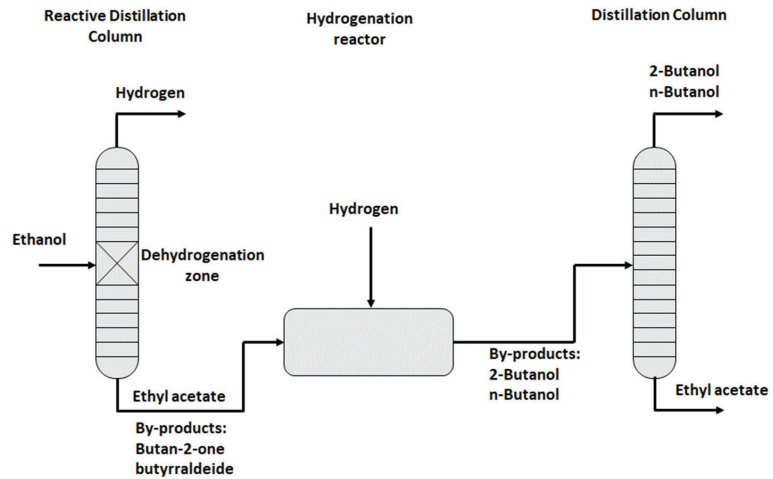 Reactive Distillation
Column
Hydrogenation
reactor
Distillation Column
Hydrogen
2-Butanol
n-Butanol
Hydrogen
Ethanol
Dehydrogenation
zone
Ethyl acetate
By-products:
Butan-2-one
butyrraldeide
By-products:
2-Butanol
n-Butanol
Ethyl acetate